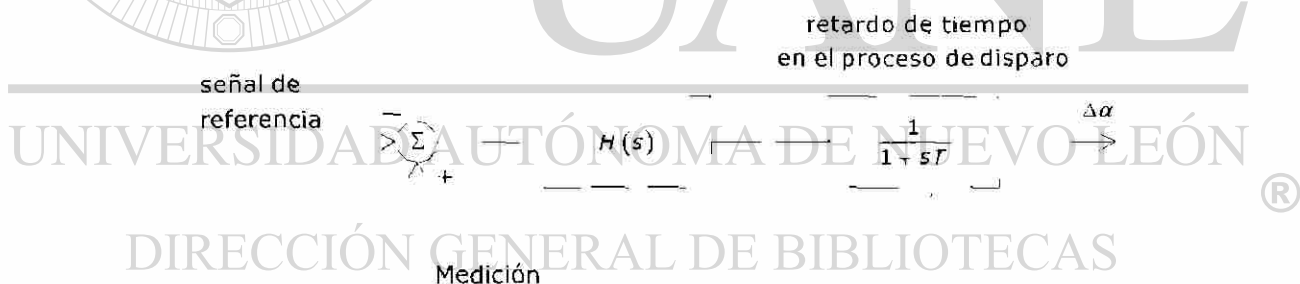 UANL
retardo de tiempo
en el proceso de disparo
señal de
referencia
− Σ +
H(s)
1
1 + sT
Δα
UNIVERSIDAD AUTÓNOMA DE NUEVO LEÓN
®
DIRECCIÓN GENERAL DE BIBLIOTECAS
Medición